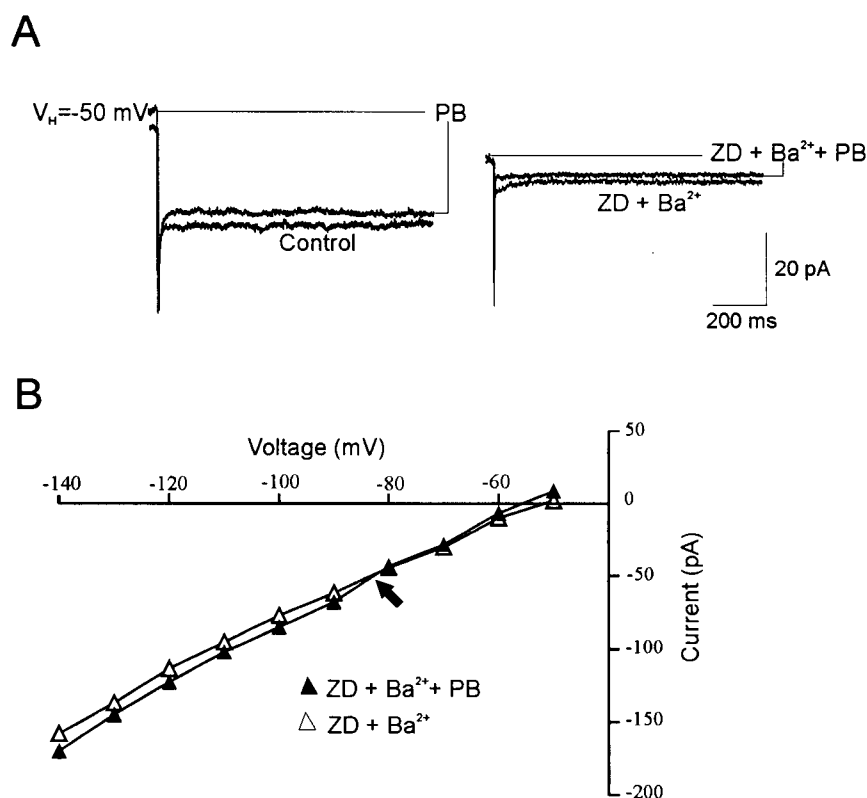 A
V_H=-50 mV
PB
Control
ZD + Ba²⁺+ PB
ZD + Ba²⁺
20 pA
200 ms
B
Voltage (mV)
-140
-120
-100
-80
-60
50
0
-50
-100
-150
-200
Current (pA)
ZD + Ba²⁺+ PB
ZD + Ba²⁺